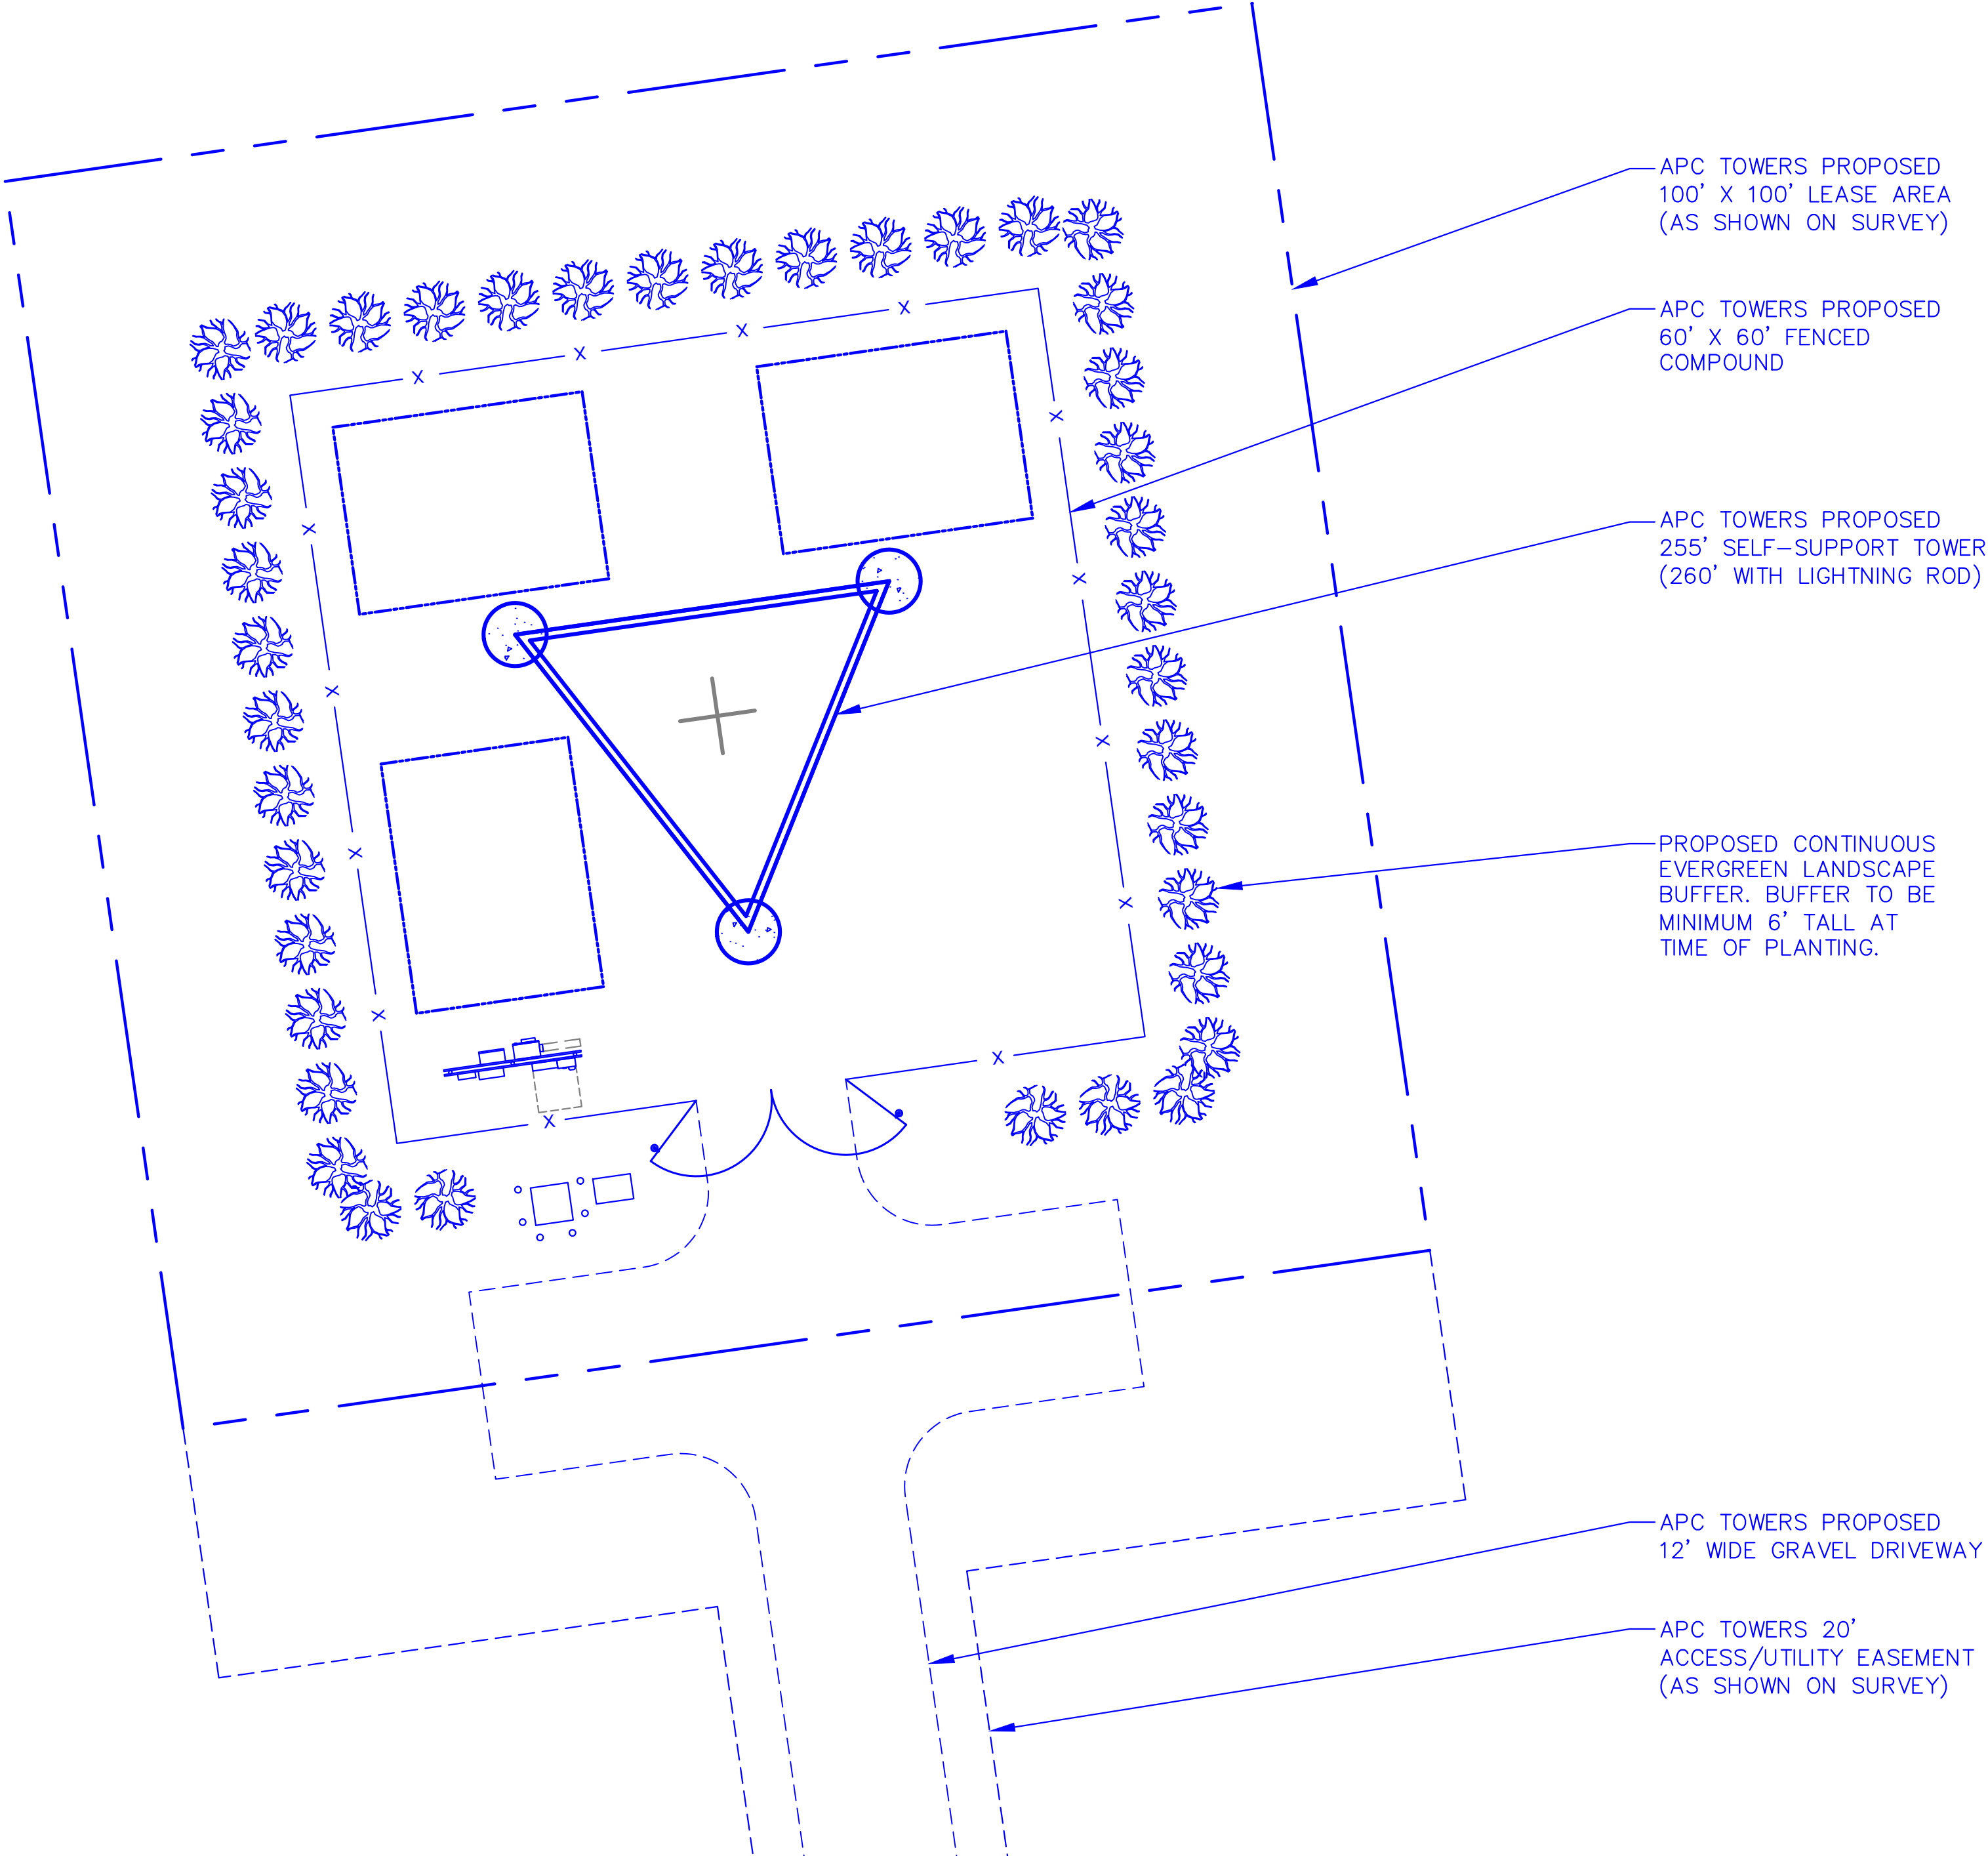 APC TOWERS PROPOSED
100' X 100' LEASE AREA
(AS SHOWN ON SURVEY)
APC TOWERS PROPOSED
60' X 60' FENCED
COMPOUND
APC TOWERS PROPOSED
255' SELF-SUPPORT TOWER
(260' WITH LIGHTNING ROD)
PROPOSED CONTINUOUS
EVERGREEN LANDSCAPE
BUFFER. BUFFER TO BE
MINIMUM 6' TALL AT
TIME OF PLANTING.
APC TOWERS PROPOSED
12' WIDE GRAVEL DRIVEWAY
APC TOWERS 20'
ACCESS/UTILITY EASEMENT
(AS SHOWN ON SURVEY)